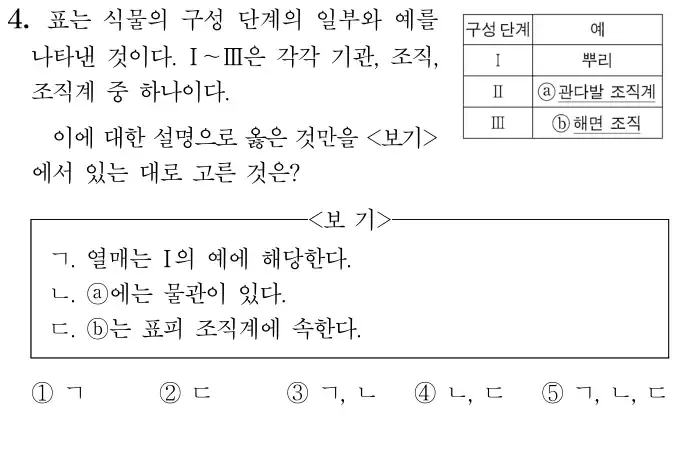 4. 표는 식물의 구성 단계의 일부와 예를
나타낸 것이다. Ⅰ~Ⅲ은 각각 기관, 조직,
조직계 중 하나이다.
구성 단계 예
Ⅰ 뿌리
Ⅱ ⓐ관다발 조직계
Ⅲ ⓑ해면 조직
이에 대한 설명으로 옳은 것만을 <보기>
에서 있는 대로 고른 것은?
<보 기>
ㄱ. 열매는 Ⅰ의 예에 해당한다.
ㄴ. ⓐ에는 물관이 있다.
ㄷ. ⓑ는 표피 조직계에 속한다.
① ㄱ ② ㄷ ③ ㄱ, ㄴ ④ ㄴ, ㄷ ⑤ ㄱ, ㄴ, ㄷ